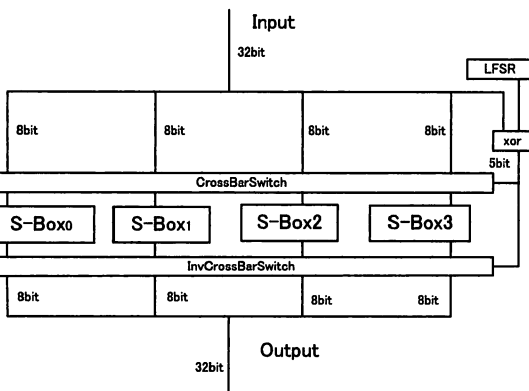 Input
32bit
LFSR
8bit
8bit
8bit
8bit
xor
5bit
CrossBarSwitch
S-Box0
S-Box1
S-Box2
S-Box3
InvCrossBarSwitch
8bit
8bit
8bit
8bit
Output
32bit